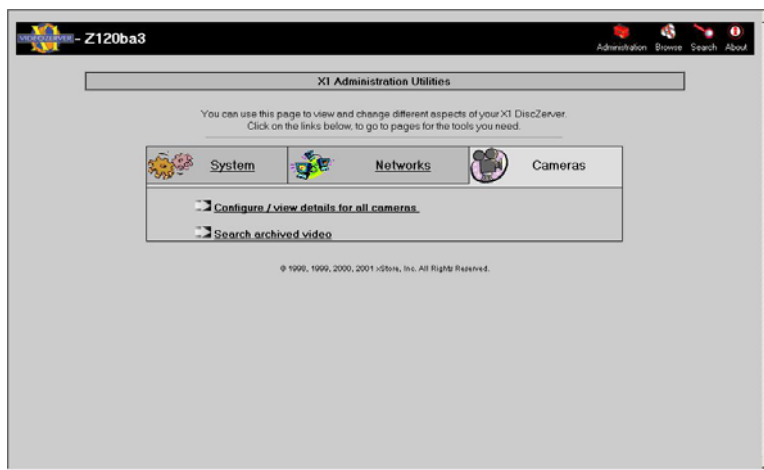 VIDEOZERVER - Z120ba3
Administration Browse Search About
X1 Administration Utilities
You can use this page to view and change different aspects of your X1 DiscZerver.
Click on the links below, to go to pages for the tools you need.
System Networks Cameras
Configure / view details for all cameras.
Search archived video
© 1998, 1999, 2000, 2001 xStore, Inc. All Rights Reserved.